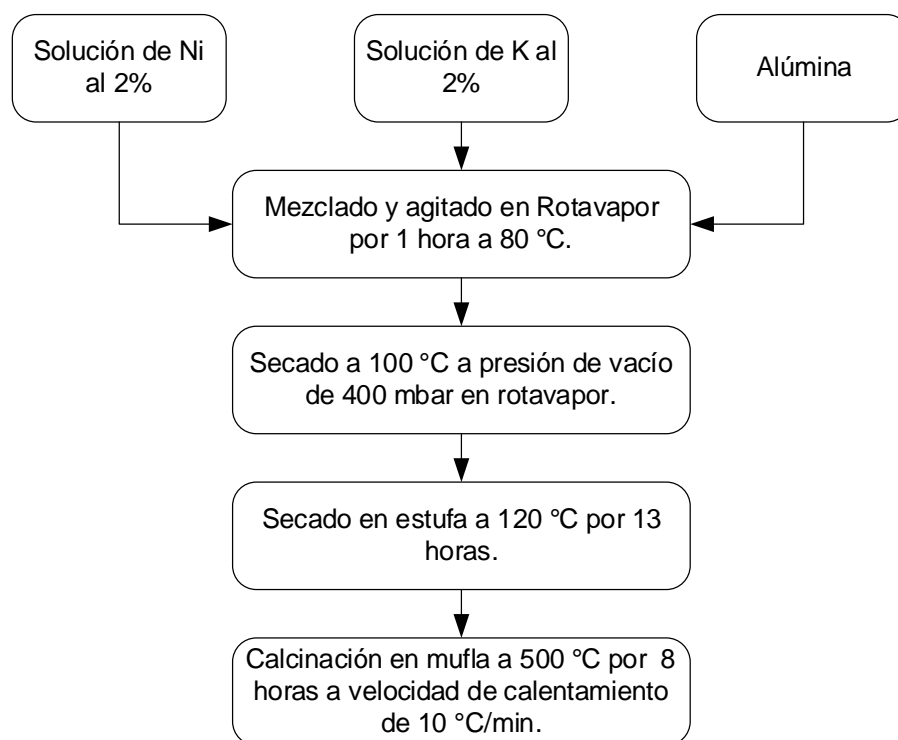 Solución de Ni
al 2%
Solución de K al
2%
Alúmina
Mezclado y agitado en Rotavapor
por 1 hora a 80 °C.
Secado a 100 °C a presión de vacío
de 400 mbar en rotavapor.
Secado en estufa a 120 °C por 13
horas.
Calcinación en mufla a 500 °C por 8
horas a velocidad de calentamiento
de 10 °C/min.